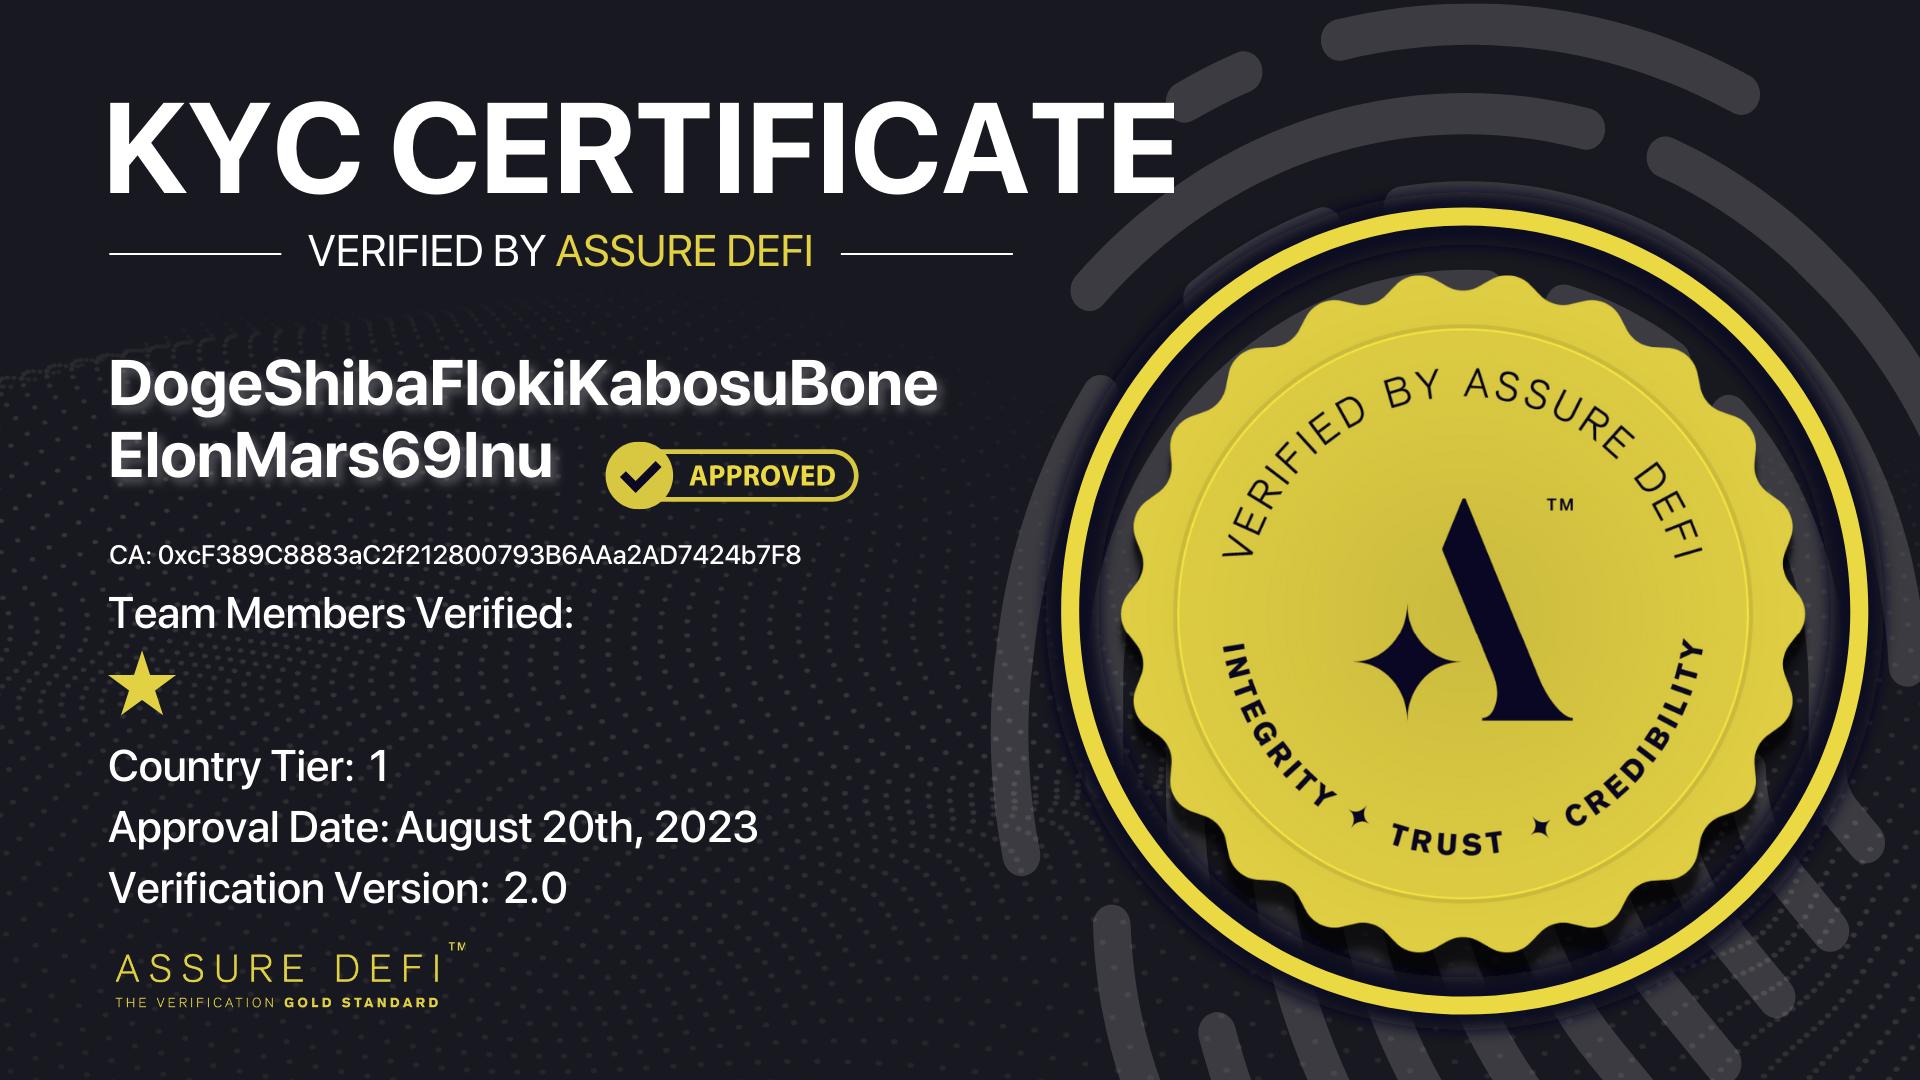 KYC CERTIFICATE
VERIFIED BY ASSURE DEFI
DogeShibaFlokiKabosuBone
ElonMars69Inu
APPROVED
CA: 0xcF389C8883aC2f212800793B6AAa2AD7424b7F8
Team Members Verified:
Country Tier: 1
Approval Date: August 20th, 2023
Verification Version: 2.0
ASSURE DEFI™
THE VERIFICATION GOLD STANDARD
VERIFIED BY ASSURE DEFI
™
INTEGRITY ✦ TRUST ✦ CREDIBILITY